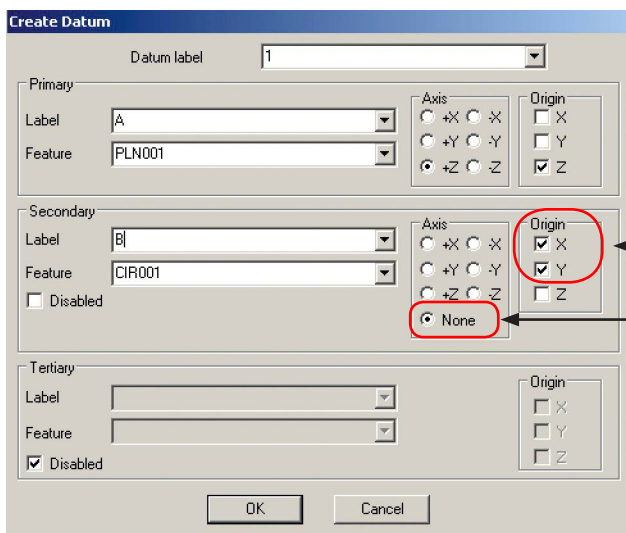 Create Datum
Datum label 1
Primary
Label A
Feature PLN001
Axis
+X -X
+Y -Y
+Z -Z
Origin
X
Y
Z
Secondary
Label B
Feature CIR001
Disabled
Axis
+X -X
+Y -Y
+Z -Z
None
Origin
X
Y
Z
Tertiary
Label
Feature
Disabled
Origin
X
Y
Z
OK Cancel